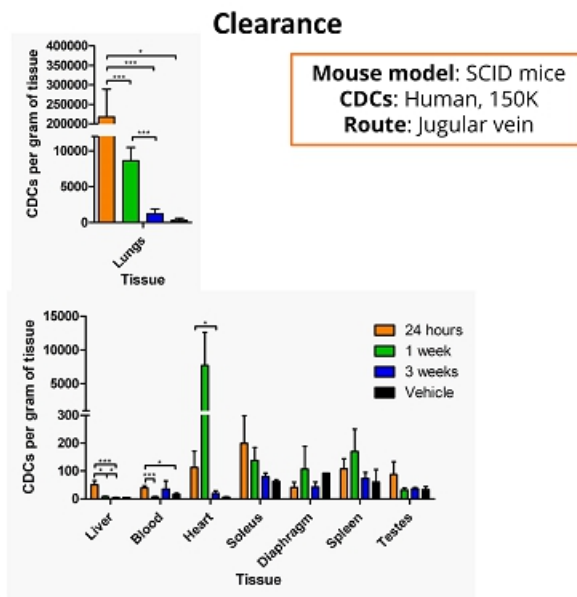 Clearance
Mouse model: SCID mice
CDCs: Human, 150K
Route: Jugular vein
CDCs per gram of tissue
400000
350000
300000
250000
200000
10000
5000
0
***
***
*
***
Lungs
Tissue
CDCs per gram of tissue
15000
10000
5000
300
200
100
0
***
* *
*
***
*
24 hours
1 week
3 weeks
Vehicle
Liver
Blood
Heart
Soleus
Diaphragm
Spleen
Testes
Tissue